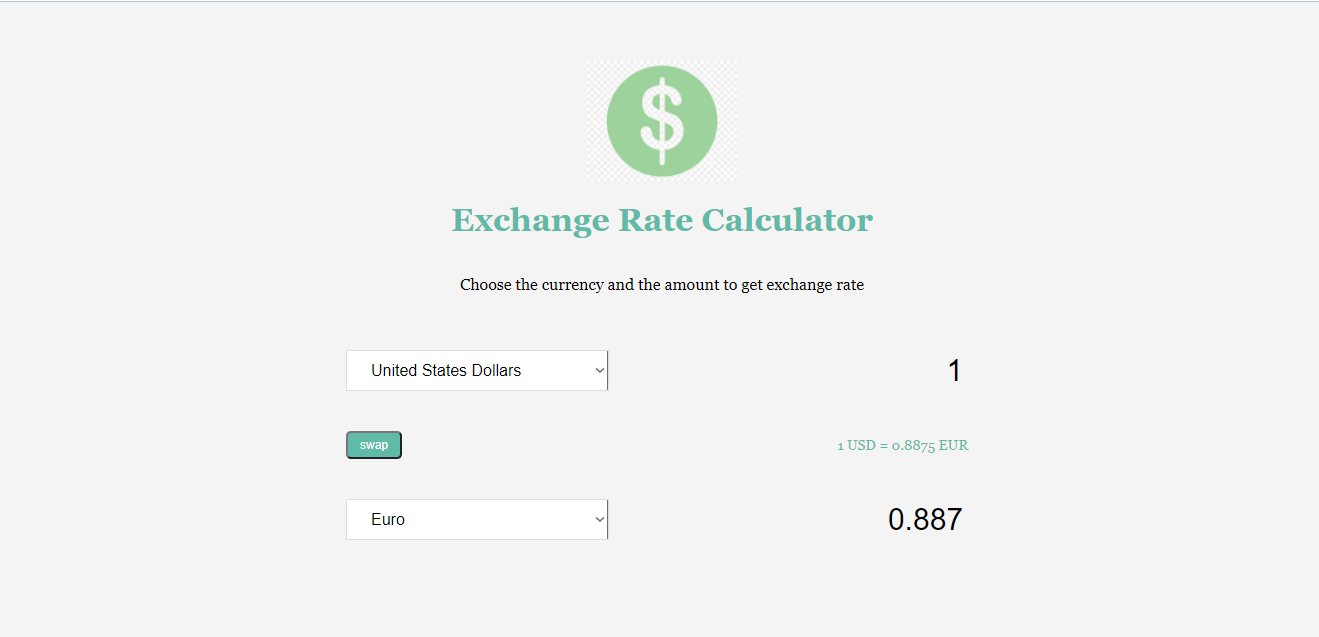 $
Exchange Rate Calculator
Choose the currency and the amount to get exchange rate
United States Dollars
1
swap
1 USD = 0.8875 EUR
Euro
0.887